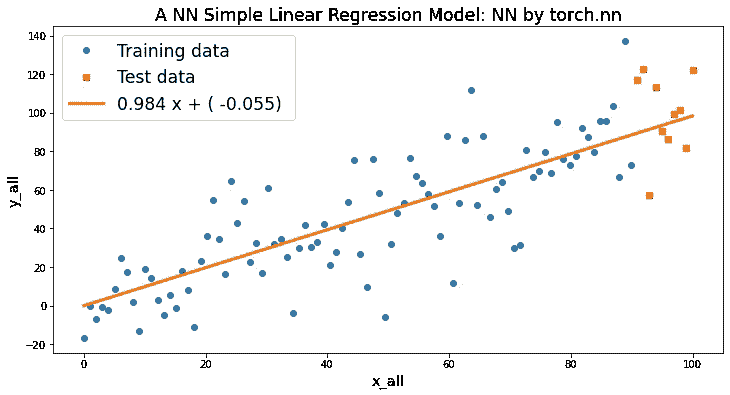 A NN Simple Linear Regression Model: NN by torch.nn
140
120
100
80
60
40
20
0
−20
y_all
Training data
Test data
0.984 x + ( -0.055)
0 20 40 60 80 100
x_all